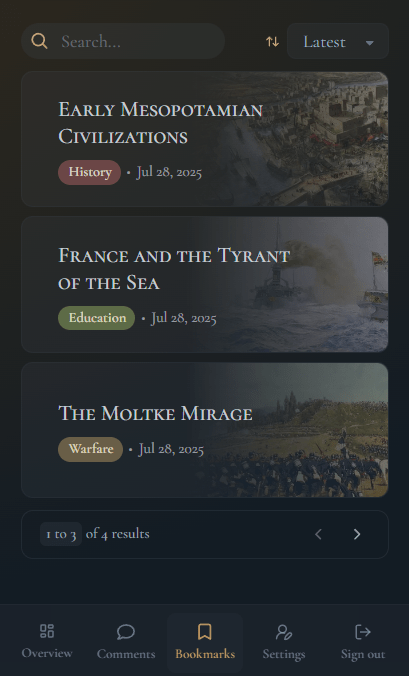 Search...
Latest
Early Mesopotamian
Civilizations
History • Jul 28, 2025
France and the Tyrant
of the Sea
Education • Jul 28, 2025
The Moltke Mirage
Warfare • Jul 28, 2025
1 to 3 of 4 results
Overview Comments Bookmarks Settings Sign out